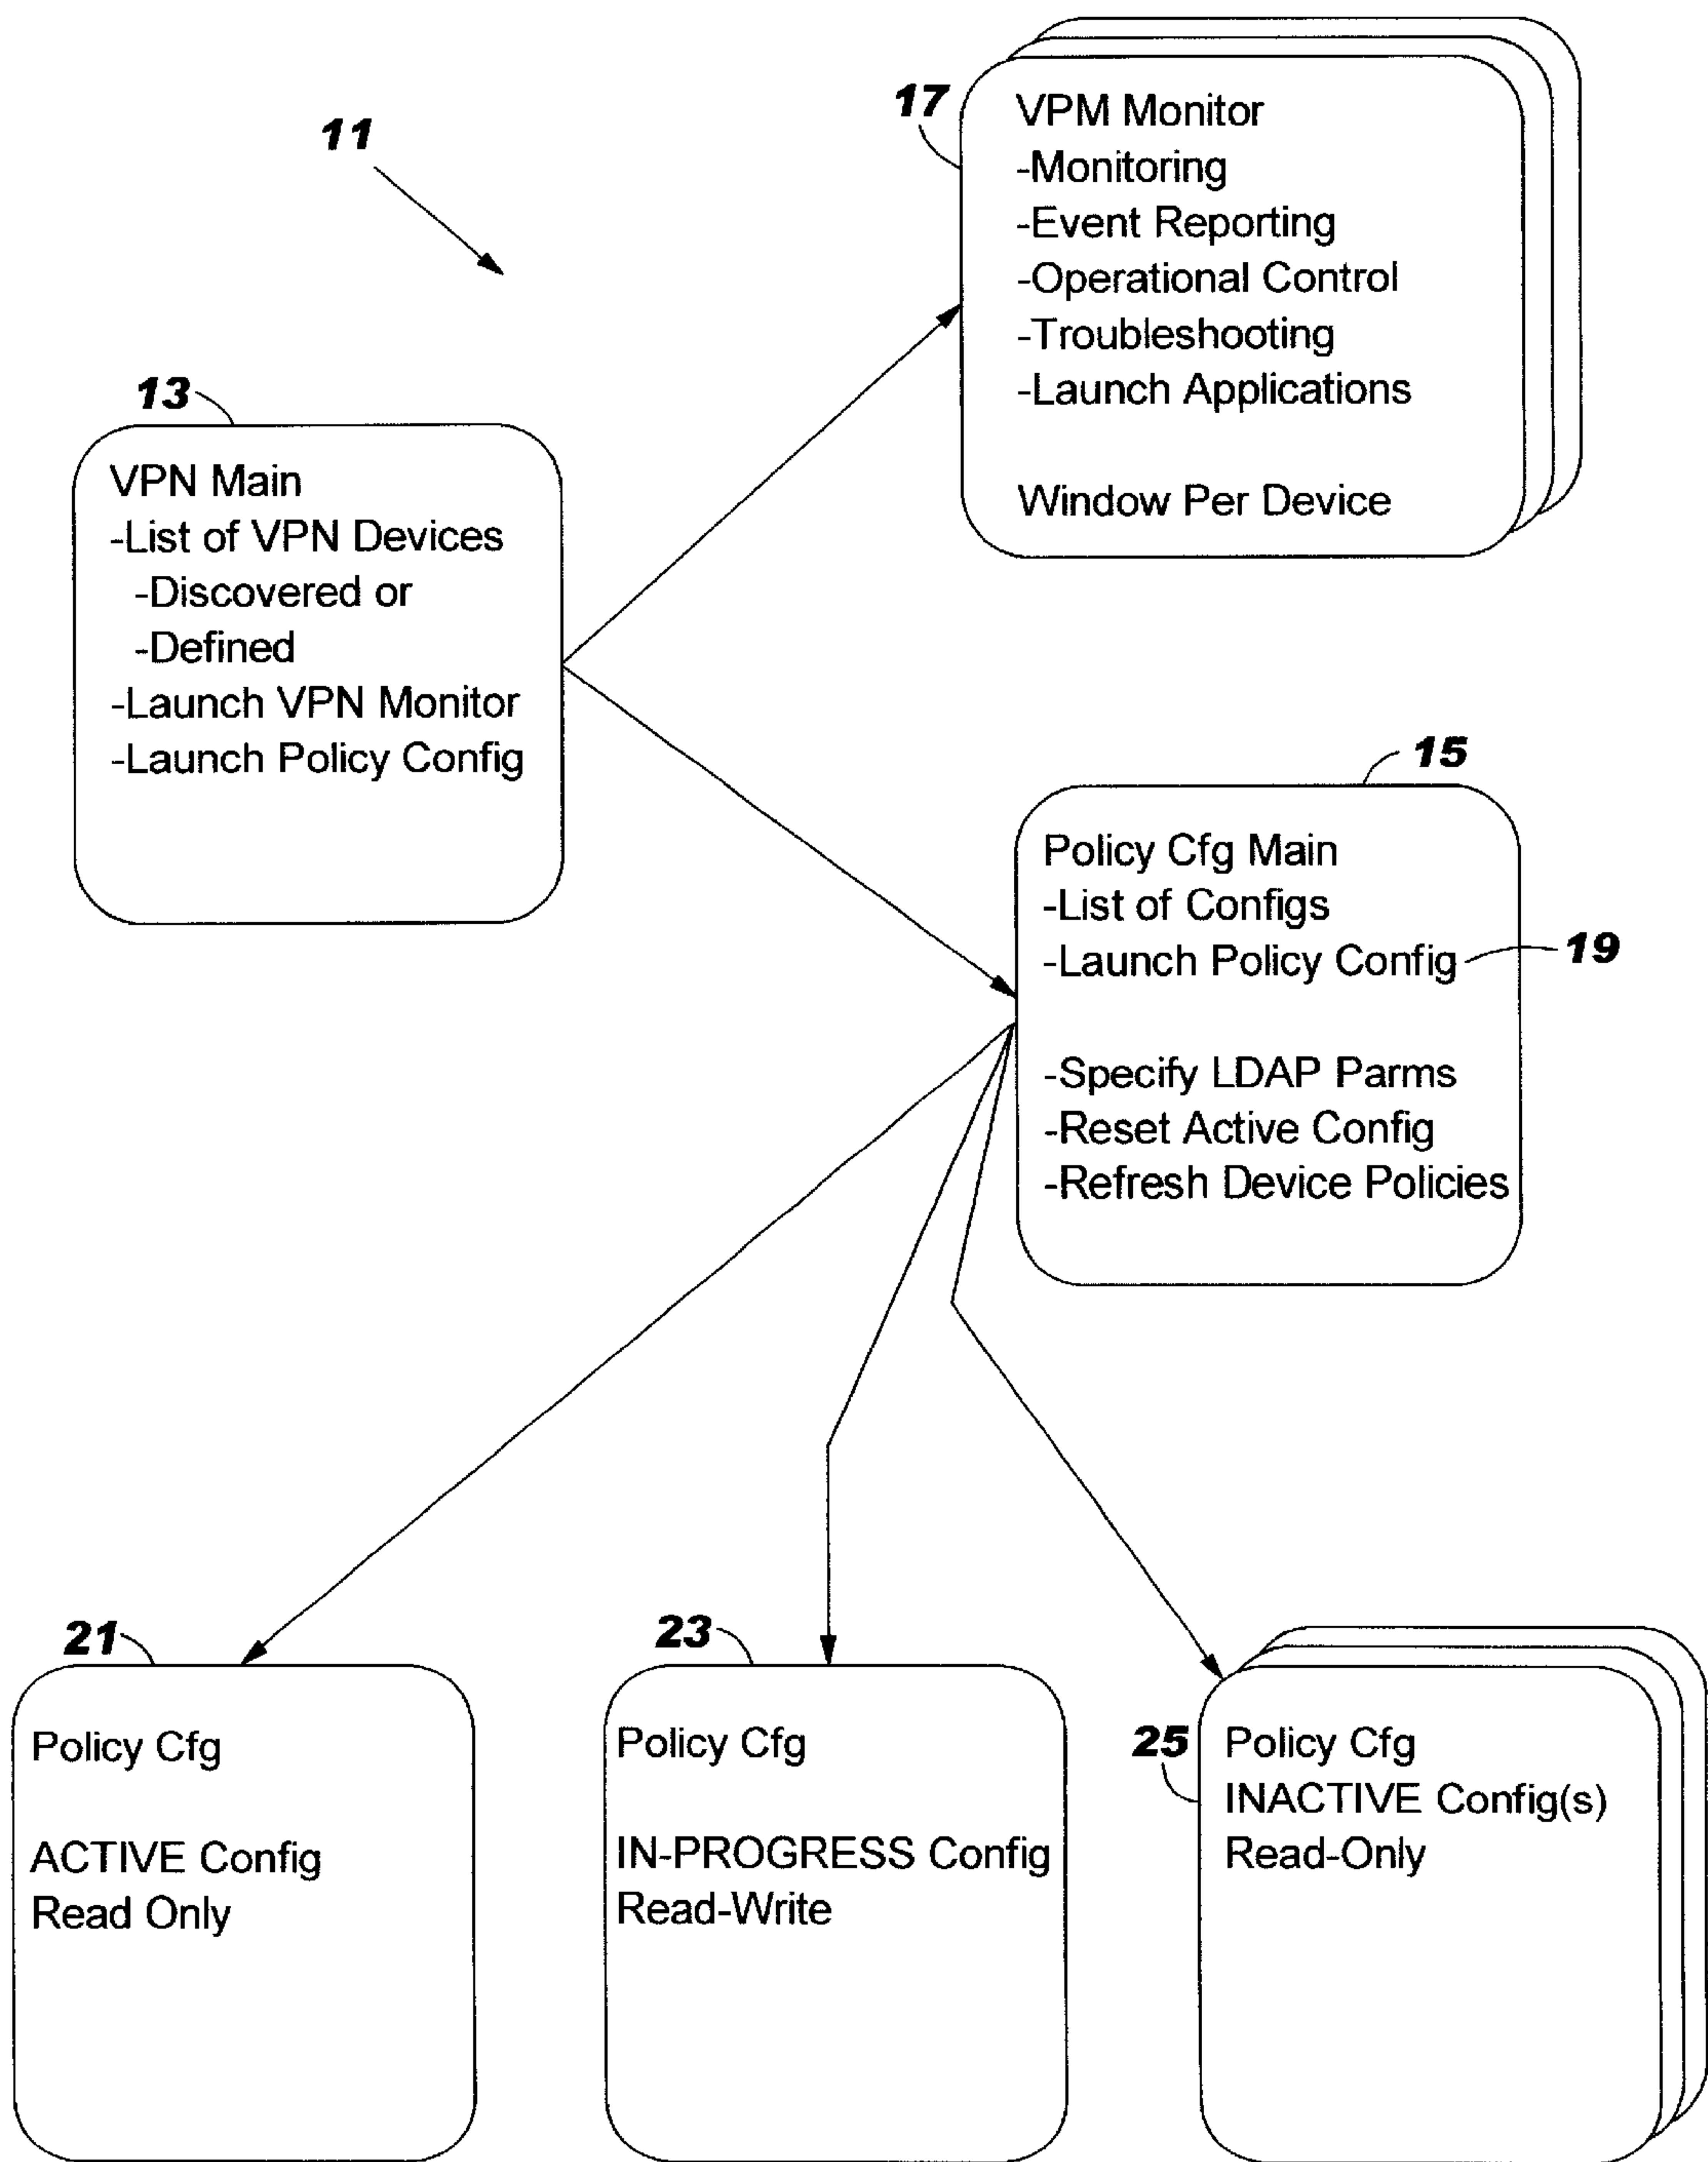 11
17
VPM Monitor
-Monitoring
-Event Reporting
-Operational Control
-Troubleshooting
-Launch Applications
Window Per Device
13
VPN Main
-List of VPN Devices
-Discovered or
-Defined
-Launch VPN Monitor
-Launch Policy Config
15
Policy Cfg Main
-List of Configs
-Launch Policy Config
19
-Specify LDAP Parms
-Reset Active Config
-Refresh Device Policies
21
Policy Cfg
ACTIVE Config
Read Only
23
Policy Cfg
IN-PROGRESS Config
Read-Write
25
Policy Cfg
INACTIVE Config(s)
Read-Only